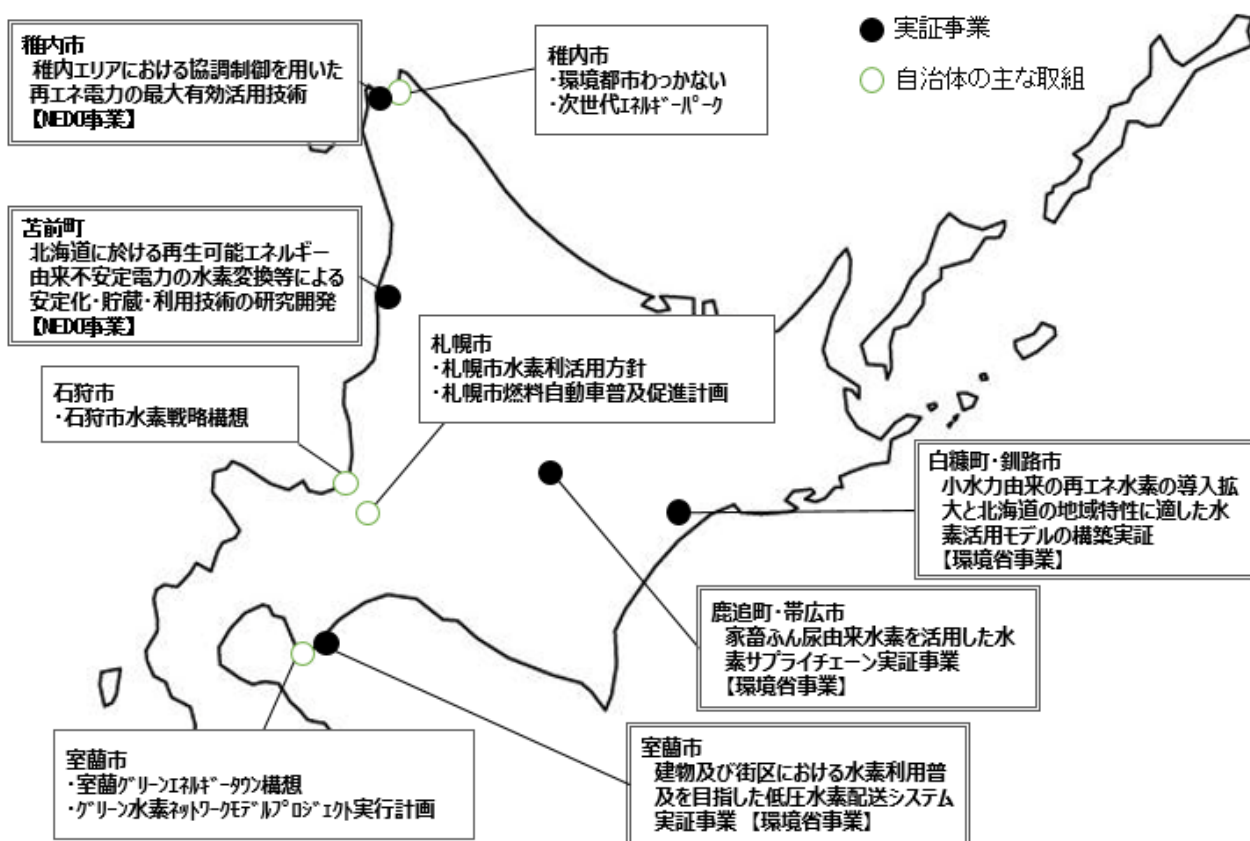 ● 実証事業
○ 自治体の主な取組
稚内市
稚内エリアにおける協調制御を用いた
再エネ電力の最大有効活用技術
【NEDO事業】
稚内市
・環境都市わっかない
・次世代エネルギーパーク
苫前町
北海道に於ける再生可能エネルギー
由来不安定電力の水素変換等による
安定化・貯蔵・利用技術の研究開発
【NEDO事業】
札幌市
・札幌市水素利活用方針
・札幌市燃料自動車普及促進計画
石狩市
・石狩市水素戦略構想
白糠町・釧路市
小水力由来の再エネ水素の導入拡
大と北海道の地域特性に適した水
素活用モデルの構築実証
【環境省事業】
鹿追町・帯広市
家畜ふん尿由来水素を活用した水
素サプライチェーン実証事業
【環境省事業】
室蘭市
・室蘭グリーンエネルギータウン構想
・グリーン水素ネットワークモデルプロジェクト実行計画
室蘭市
建物及び街区における水素利用普
及を目指した低圧水素配送システム
実証事業 【環境省事業】